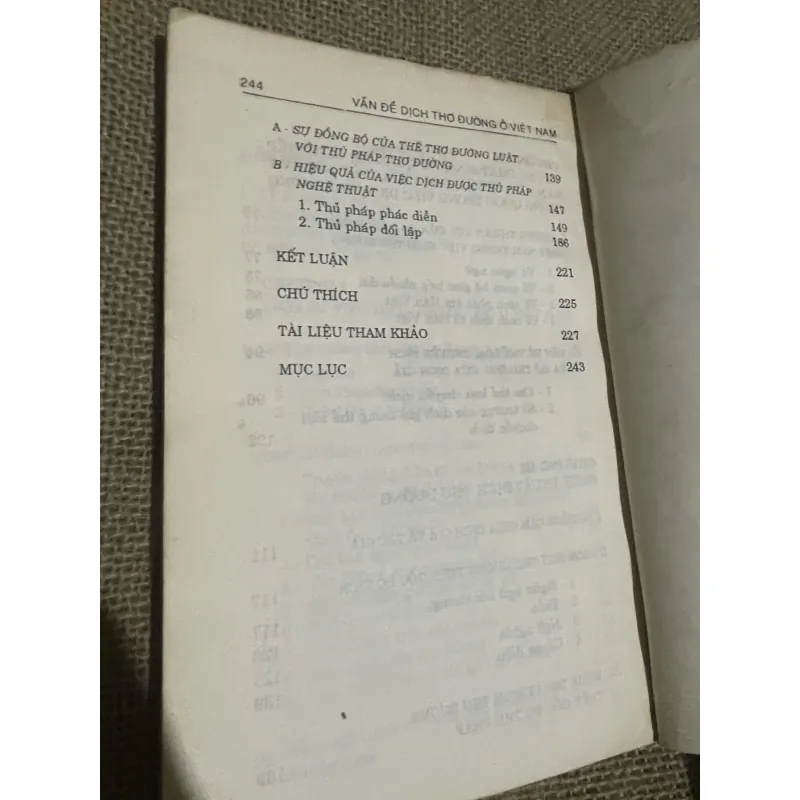 244
VẤN ĐỀ DỊCH THƠ ĐƯỜNG Ở VIỆT NAM
A - SỰ ĐỒNG BỘ CỦA THỂ THƠ ĐƯỜNG LUẬT
VỚI THỦ PHÁP THƠ ĐƯỜNG 139
B - HIỆU QUẢ CỦA VIỆC DỊCH ĐƯỢC THỦ PHÁP
NGHỆ THUẬT 147
1. Thủ pháp phác diễn 149
2. Thủ pháp đối lập 186
KẾT LUẬN 221
CHÚ THÍCH 225
TÀI LIỆU THAM KHẢO 227
MỤC LỤC 243